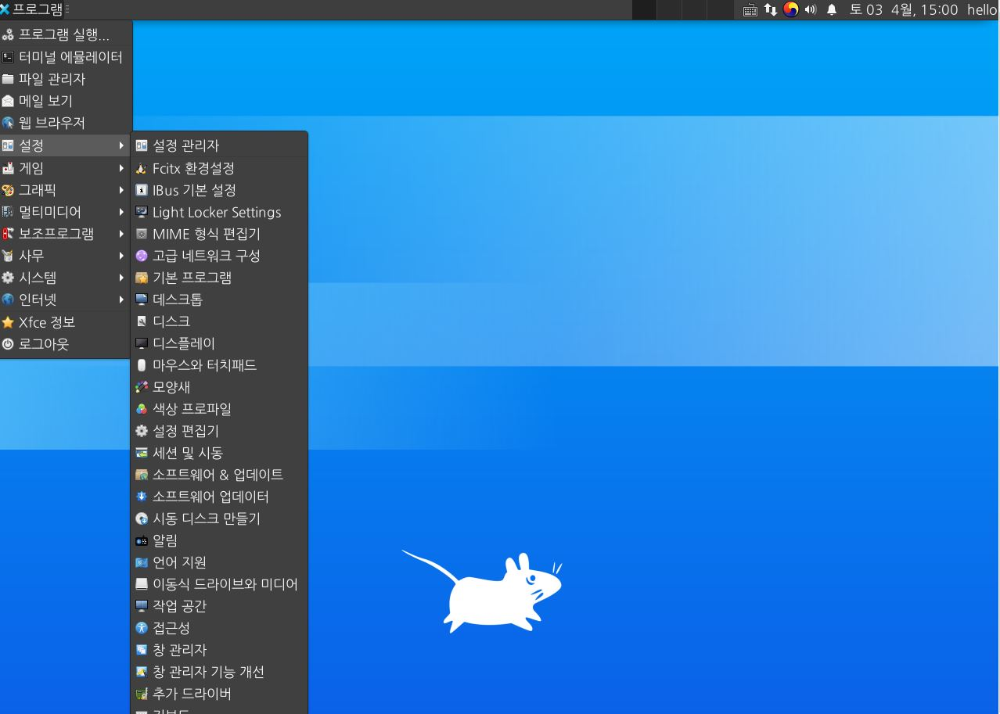 프로그램
토 03 4월, 15:00 hello
프로그램 실행...
터미널 에뮬레이터
파일 관리자
메일 보기
웹 브라우저
설정
게임
그래픽
멀티미디어
보조프로그램
사무
시스템
인터넷
Xfce 정보
로그아웃
설정 관리자
Fcitx 환경설정
IBus 기본 설정
Light Locker Settings
MIME 형식 편집기
고급 네트워크 구성
기본 프로그램
데스크톱
디스크
디스플레이
마우스와 터치패드
모양새
색상 프로파일
설정 편집기
세션 및 시동
소프트웨어 & 업데이트
소프트웨어 업데이터
시동 디스크 만들기
알림
언어 지원
이동식 드라이브와 미디어
작업 공간
접근성
창 관리자
창 관리자 기능 개선
추가 드라이버